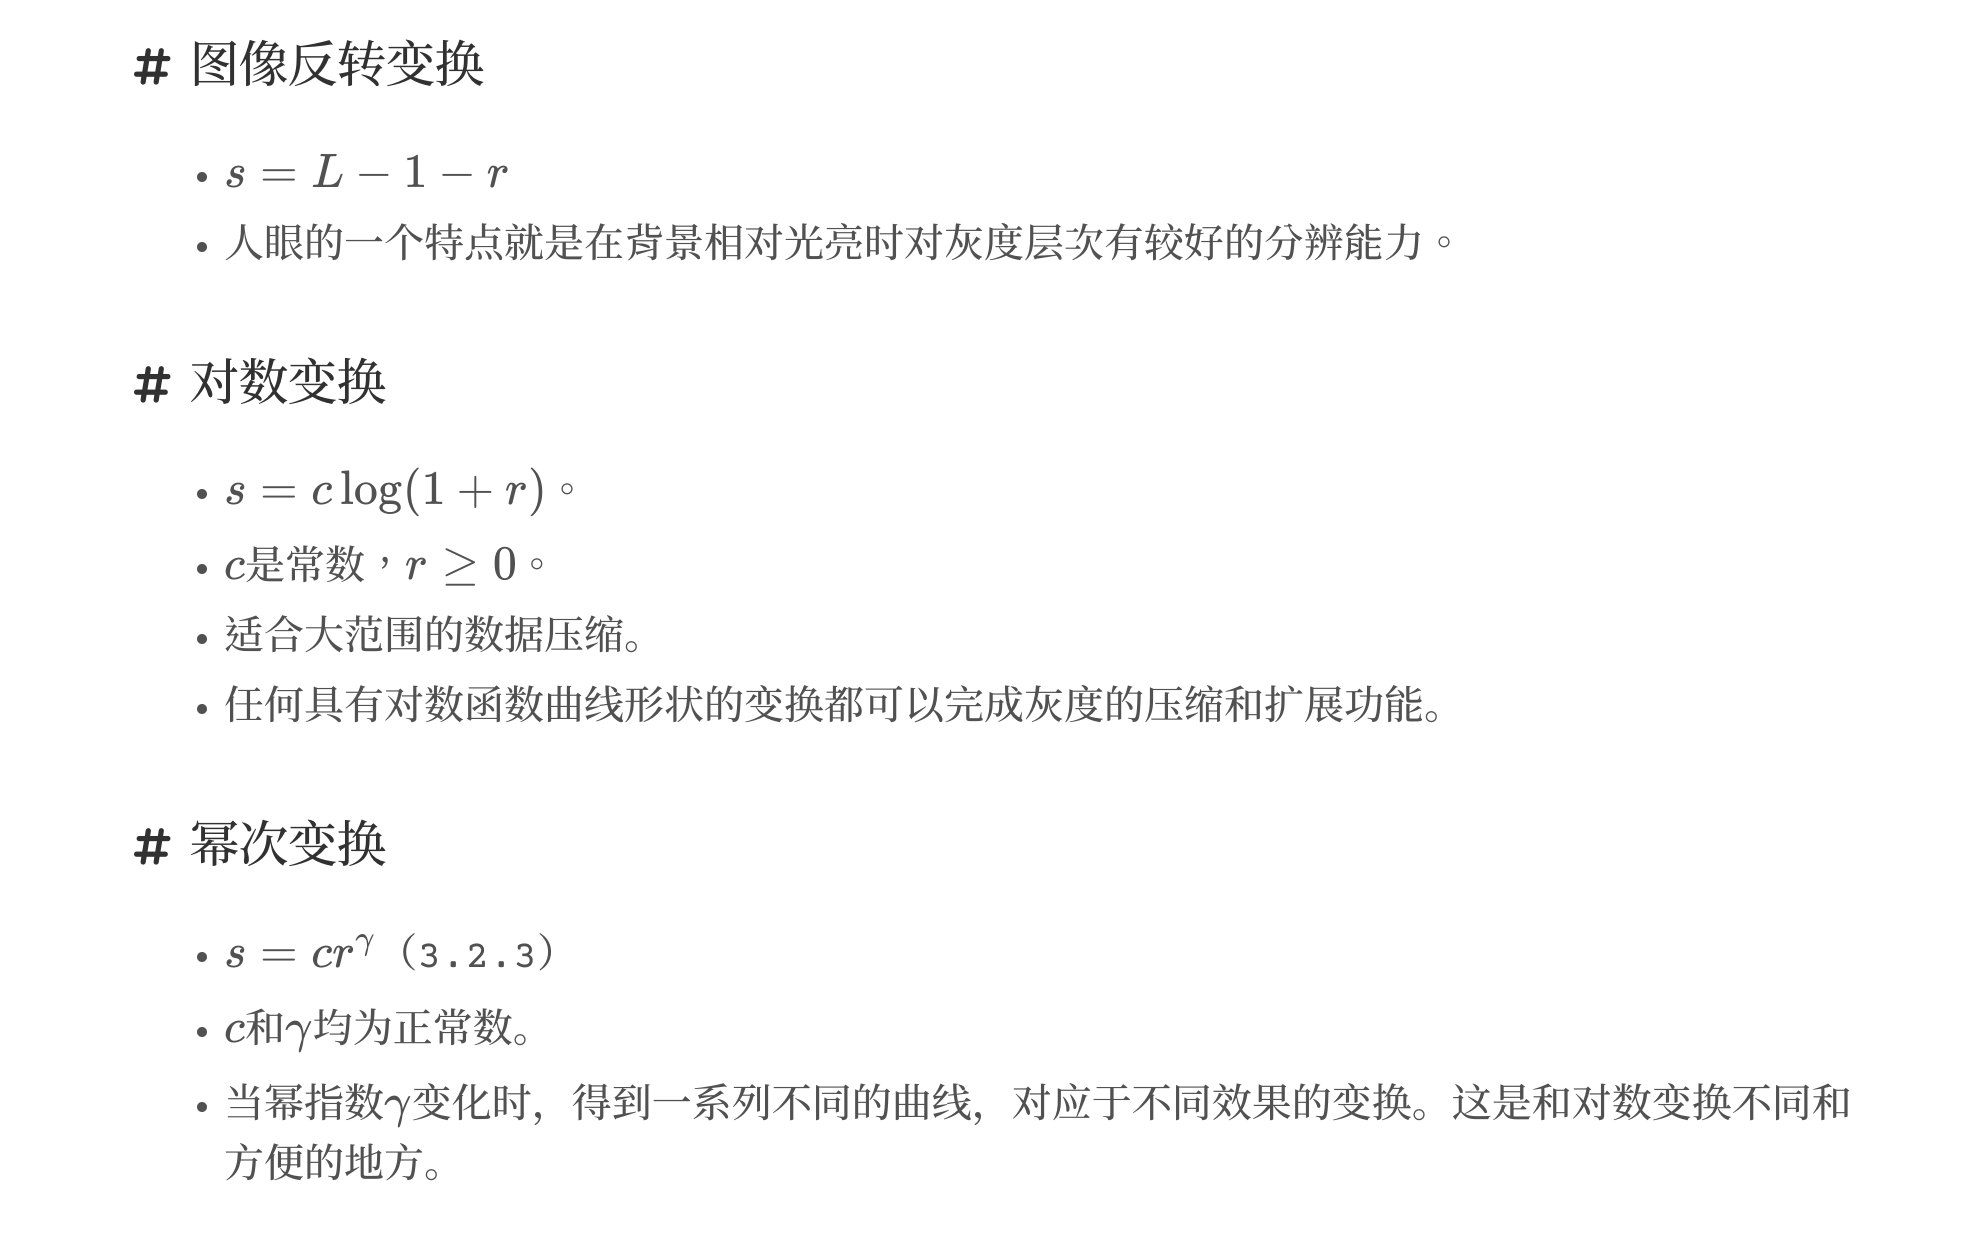 # 图像反转变换
• s = L − 1 − r
• 人眼的一个特点就是在背景相对光亮时对灰度层次有较好的分辨能力。
# 对数变换
• s = c log(1 + r)。
• c是常数，r ≥ 0。
• 适合大范围的数据压缩。
• 任何具有对数函数曲线形状的变换都可以完成灰度的压缩和扩展功能。
# 幂次变换
• s = cr^γ（3.2.3）
• c和γ均为正常数。
• 当幂指数γ变化时，得到一系列不同的曲线，对应于不同效果的变换。这是和对数变换不同和
方便的地方。